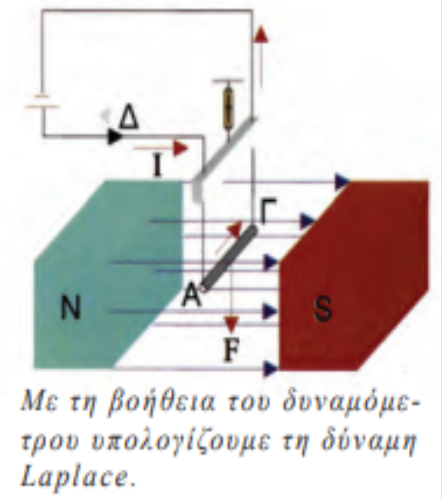 Δ
I
Γ
N
A
S
F
Με τη βοήθεια του δυναμόμε-
τρου υπολογίζουμε τη δύναμη
Laplace.